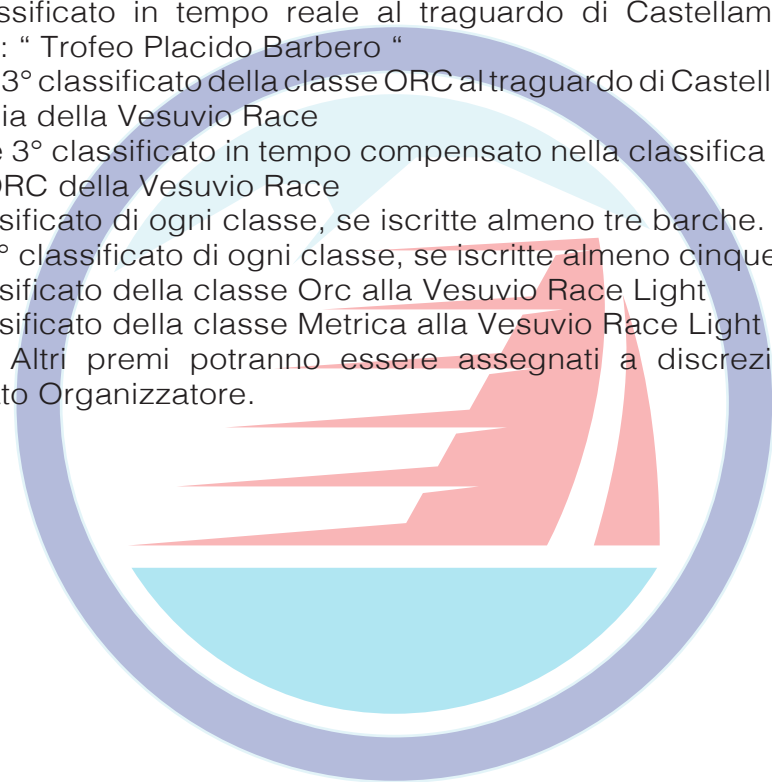 ssificato in tempo reale al traguardo di Castellam
: “ Trofeo Placido Barbero “
3° classificato della classe ORC al traguardo di Castell
ia della Vesuvio Race
e 3° classificato in tempo compensato nella classifica
ORC della Vesuvio Race
sificato di ogni classe, se iscritte almeno tre barche.
° classificato di ogni classe, se iscritte almeno cinque
sificato della classe Orc alla Vesuvio Race Light
sificato della classe Metrica alla Vesuvio Race Light
Altri premi potranno essere assegnati a discrezi
to Organizzatore.